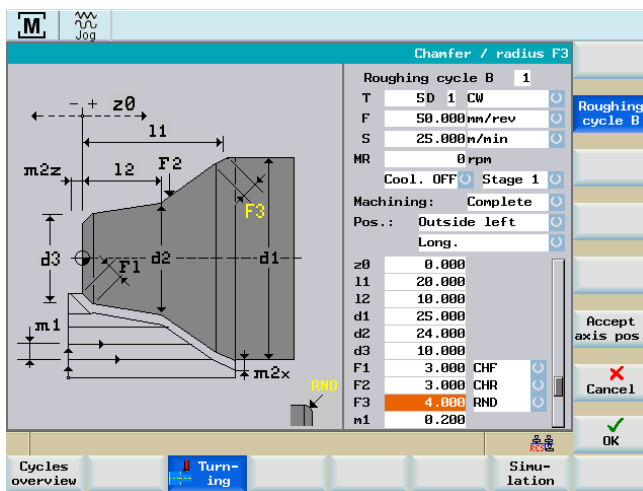 M
Jog
Chamfer / radius F3
- + z0
l1
m2z
l2
F2
F3
d3
F1
d2
d1
m1
m2x
RND
Roughing cycle B 1
T 5 D 1 CW
F 50.000 mm/rev
S 25.000 m/min
MR 0 rpm
Cool. OFF Stage 1
Machining: Complete
Pos.: Outside left
Long.
z0 0.000
l1 20.000
l2 10.000
d1 25.000
d2 24.000
d3 10.000
F1 3.000 CHF
F2 3.000 CHR
F3 4.000 RND
m1 0.200
Roughing
cycle B
Accept
axis pos
Cancel
OK
RCS
Cycles
overview
Turn-
ing
Simu-
lation